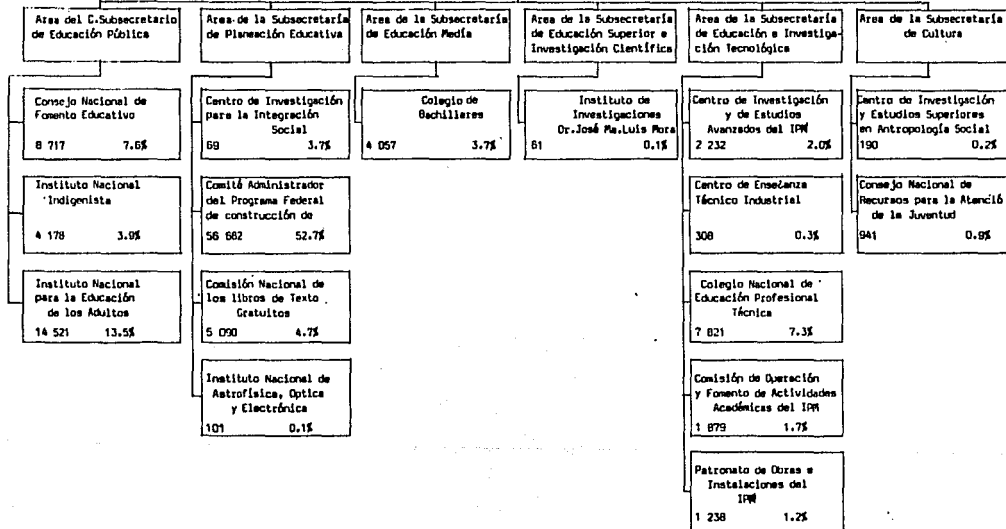 Area del C.Subsecretario
de Educación Pública
Consejo Nacional de
Fomento Educativo
8 717 7.6%
Instituto Nacional
Indigenista
4 178 3.9%
Instituto Nacional
para la Educación
de los Adultos
14 521 13.5%
Area de la Subsecretaría
de Planeación Educativa
Centro de Investigación
para la Integración
Social
69 3.7%
Comité Administrador
del Programa Federal
de construcción de
56 682 52.7%
Comisión Nacional de
los libros de Texto
Gratuitos
5 090 4.7%
Instituto Nacional de
Astrofísica, Optica
y Electrónica
101 0.1%
Area de la Subsecretaría
de Educación Media
Colegio de
Bachilleres
4 057 3.7%
Area de la Subsecretaría
de Educación Superior e
Investigación Científica
Instituto de
Investigaciones
Dr.José Ma.Luis Mora
61 0.1%
Area de la Subsecretaría
de Educación e Investiga-
ción Tecnológica
Centro de Investigación
y de Estudios
Avanzados del IPN
2 232 2.0%
Centro de Enseñanza
Técnico Industrial
308 0.3%
Colegio Nacional de
Educación Profesional
Técnica
7 821 7.3%
Comisión de Operación
y Fomento de Actividades
Académicas del IPN
1 879 1.7%
Patronato de Obras e
Instalaciones del
IPN
1 238 1.2%
Area de la Subsecretaría
de Cultura
Centro de Investigación
y Estudios Superiores
en Antropología Social
190 0.2%
Consejo Nacional de
Recursos para la Atenció
de la Juventud
941 0.9%